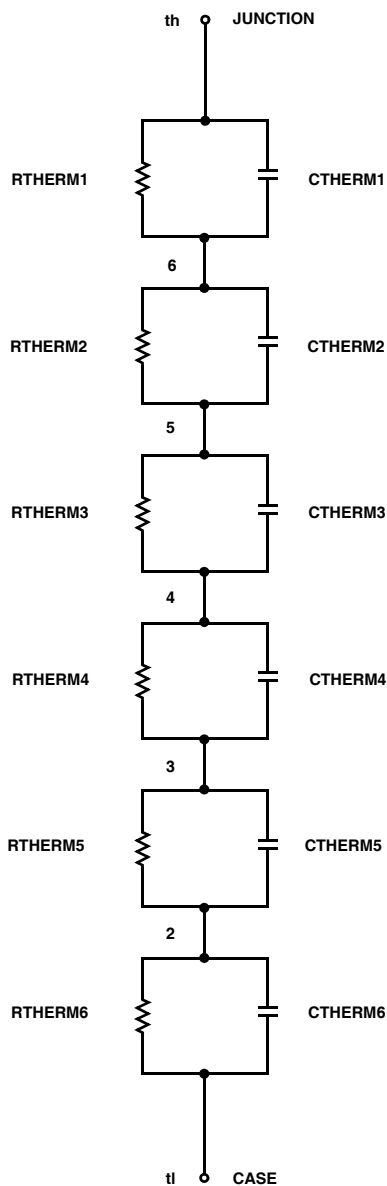 th JUNCTION
RTHERM1 CTHERM1
6
RTHERM2 CTHERM2
5
RTHERM3 CTHERM3
4
RTHERM4 CTHERM4
3
RTHERM5 CTHERM5
2
RTHERM6 CTHERM6
tl CASE